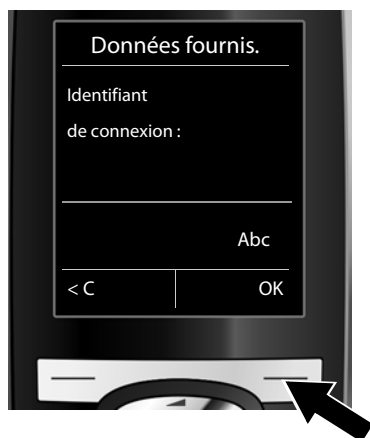 Données fournis.
Identifiant
de connexion :
Abc
< C OK